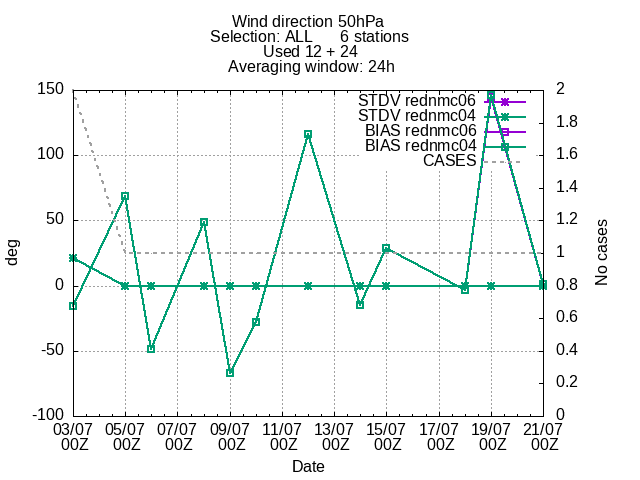 Wind direction 50hPa
Selection: ALL 6 stations
Used 12 + 24
Averaging window: 24h
150
100
50
0
-50
-100
deg
2
1.8
1.6
1.4
1.2
1
0.8
0.6
0.4
0.2
0
No cases
STDV rednmc06
STDV rednmc04
BIAS rednmc06
BIAS rednmc04
CASES
03/07 05/07 07/07 09/07 11/07 13/07 15/07 17/07 19/07 21/07
00Z 00Z 00Z 00Z 00Z 00Z 00Z 00Z 00Z 00Z
Date